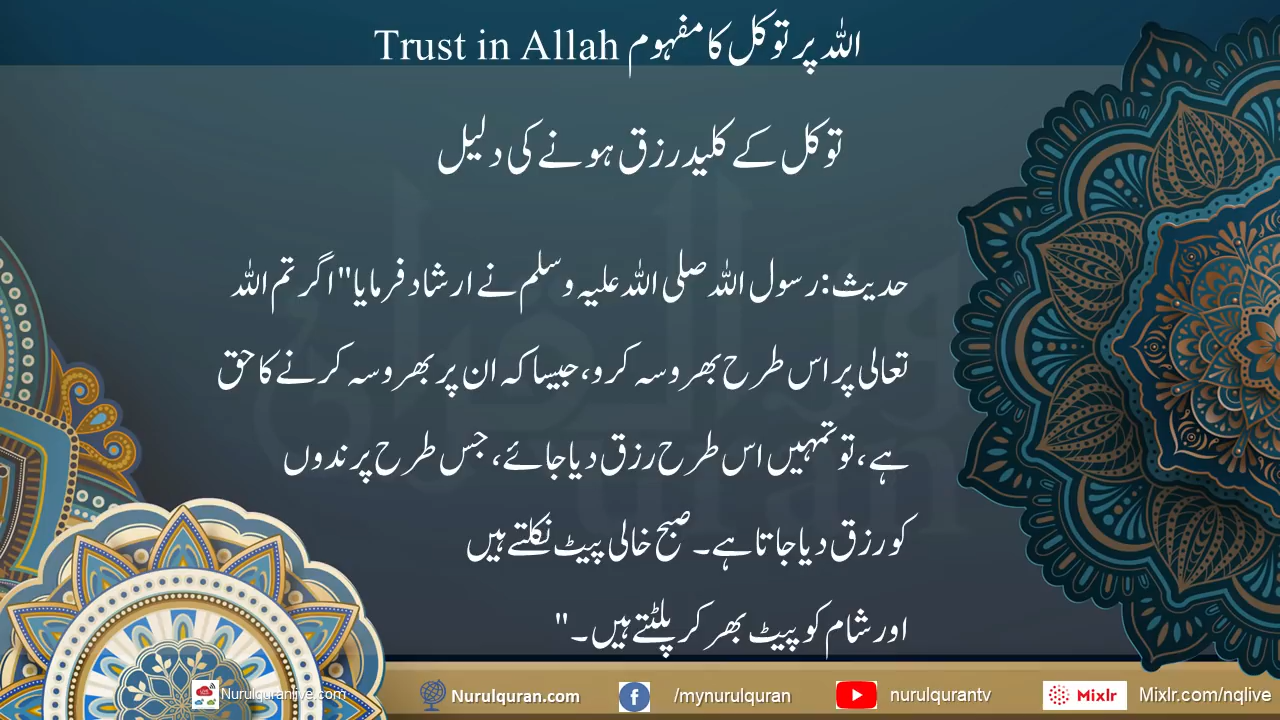 اللہ پر توکل کا مفہوم Trust in Allah
توکل کے کلید رزق ہونے کی دلیل
حدیث: رسول اللہ صلی اللہ علیہ وسلم نے ارشاد فرمایا "اگر تم اللہ
تعالی پر اس طرح بھروسہ کرو، جیسا کہ ان پر بھروسہ کرنے کا حق
ہے، تو تمہیں اس طرح رزق دیا جائے، جس طرح پرندوں
کو رزق دیا جاتا ہے۔ صبح خالی پیٹ نکلتے ہیں
اور شام کو پیٹ بھر کر پلٹتے ہیں۔"
Nurulquranlive.com Nurulquran.com /mynurulquran nurulqurantv Mixlr Mixlr.com/nqlive